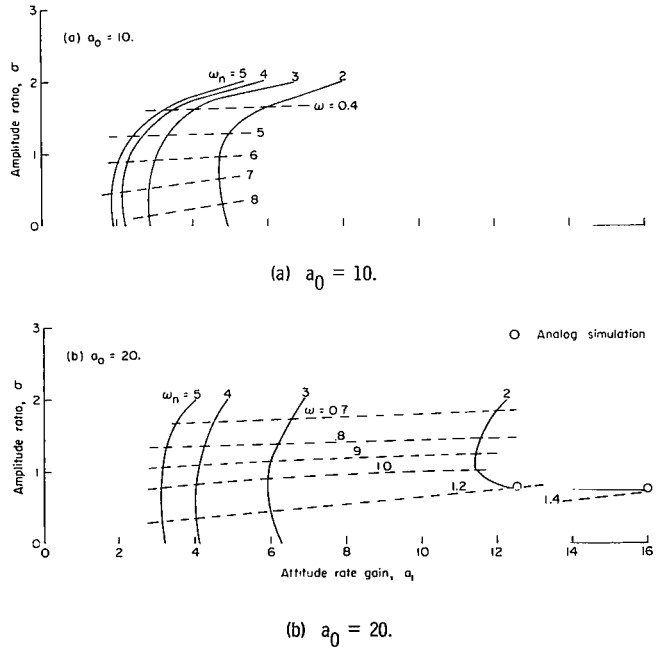 3
(a) a₀ = 10.
ωₙ = 5 4 3 2
2
ω = 0.4
Amplitude ratio, σ
5
1
6
7
8
0
(a) a₀ = 10.
3
O Analog simulation
(b) a₀ = 20.
ωₙ = 5 4 3 2
2
ω = 0.7
.8
Amplitude ratio, σ
9
1
1.0
1.2
1.4
0 2 4 6 8 10 12 14 16
Attitude rate gain, a₁
(b) a₀ = 20.